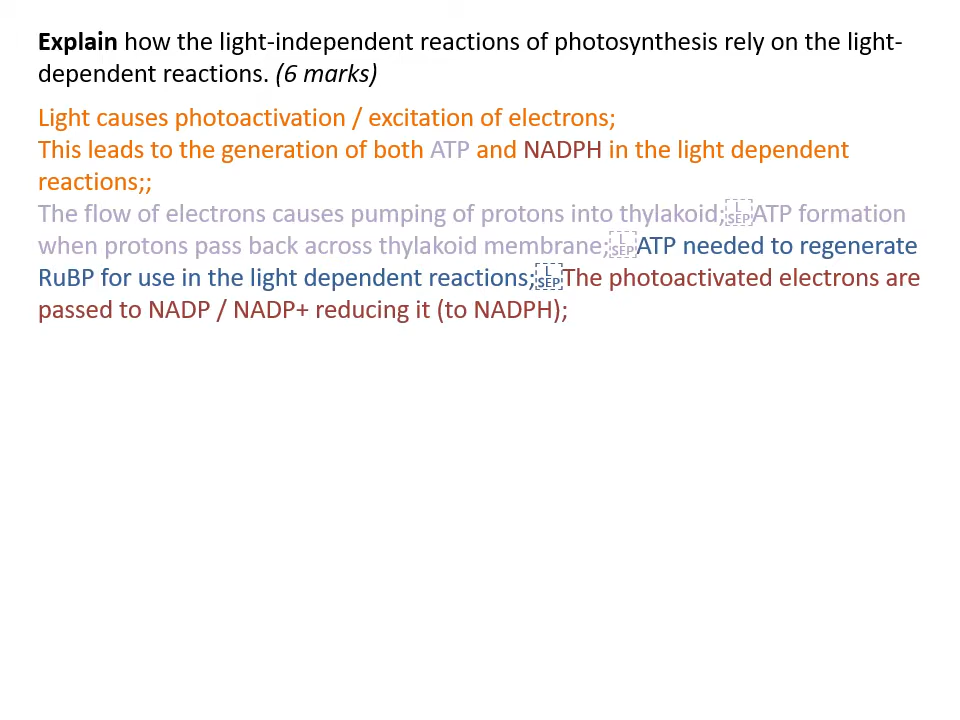 Explain how the light-independent reactions of photosynthesis rely on the light-
dependent reactions. (6 marks)
Light causes photoactivation / excitation of electrons;
This leads to the generation of both ATP and NADPH in the light dependent
reactions;;
The flow of electrons causes pumping of protons into thylakoid;L SEP ATP formation
when protons pass back across thylakoid membrane;L SEP ATP needed to regenerate
RuBP for use in the light dependent reactions;L SEP The photoactivated electrons are
passed to NADP / NADP+ reducing it (to NADPH);